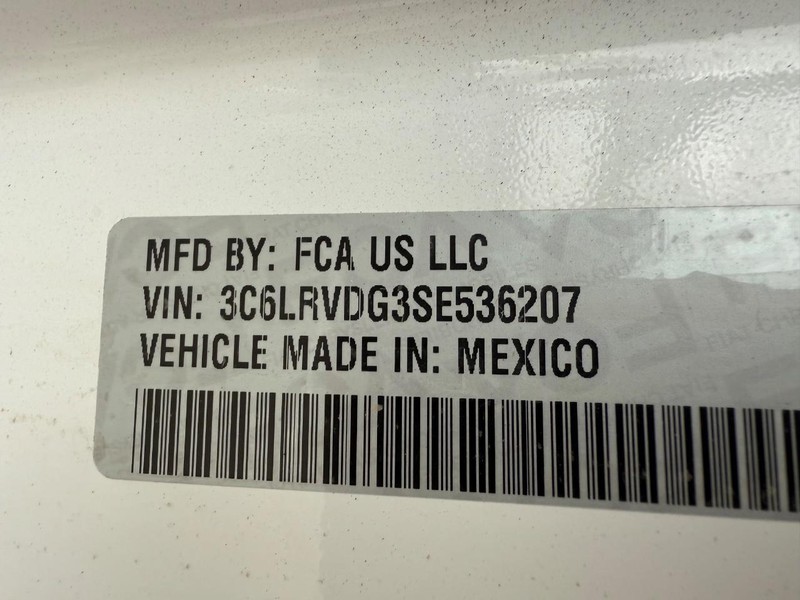 MFD BY: FCA US LLC
VIN: 3C6LRVDG3SE536207
VEHICLE MADE IN: MEXICO